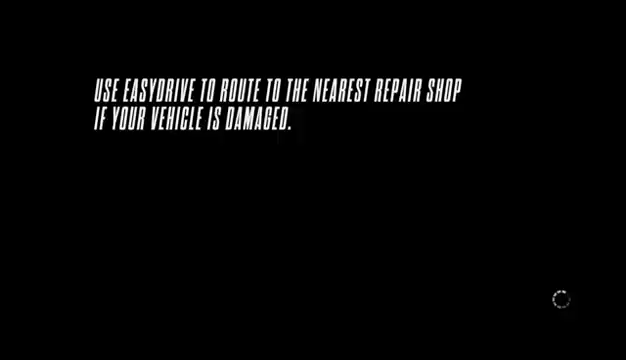 USE EASYDRIVE TO ROUTE TO THE NEAREST REPAIR SHOP
IF YOUR VEHICLE IS DAMAGED.